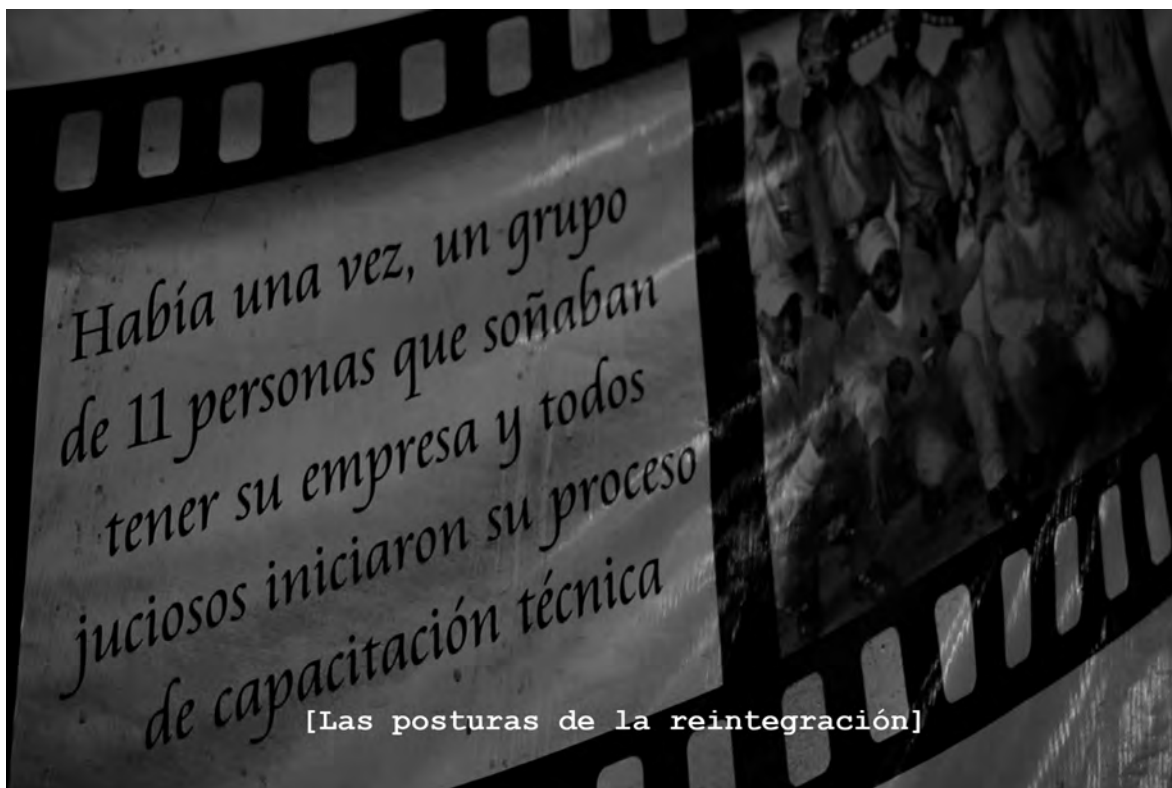 Había una vez, un grupo
de 11 personas que soñaban
tener su empresa y todos
juciosos iniciaron su proceso
de capacitación técnica
[Las posturas de la reintegración]